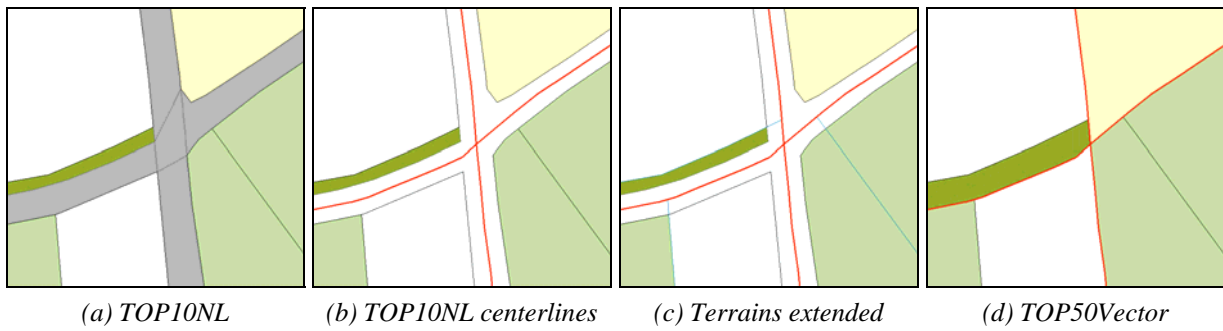 (a) TOP10NL
(b) TOP10NL centerlines
(c) Terrains extended
(d) TOP50Vector